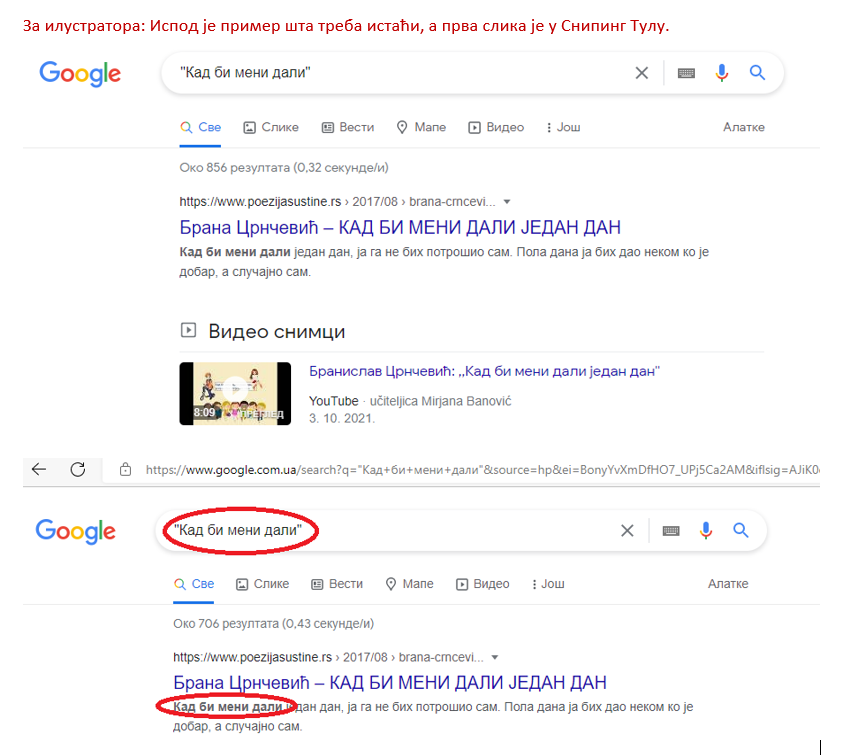 За илустратора: Испод је пример шта треба истаћи, а прва слика је у Снипинг Тулу.
Google "Кад би мени дали"
Све Слике Вести Мапе Видео Још Алатке
Око 856 резултата (0,32 секунде/и)
https://www.poezijasustine.rs › 2017/08 › brana-crncevi...
Брана Црнчевић – КАД БИ МЕНИ ДАЛИ ЈЕДАН ДАН
Кад би мени дали један дан, ја га не бих потрошио сам. Пола дана ја бих дао неком ко је
добар, а случајно сам.
Видео снимци
Бранислав Црнчевић: ,,Кад би мени дали један дан"
YouTube · učiteljica Mirjana Banović
8:09 ПРЕГЛЕД
3. 10. 2021.
https://www.google.com.ua/search?q="Кад+би+мени+дали"&source=hp&ei=BonyYvXmDfHO7_UPj5Ca2AM&iflsig=AJiK0
Google "Кад би мени дали"
Све Слике Вести Мапе Видео Још Алатке
Око 706 резултата (0,43 секунде/и)
https://www.poezijasustine.rs › 2017/08 › brana-crncevi...
Брана Црнчевић – КАД БИ МЕНИ ДАЛИ ЈЕДАН ДАН
Кад би мени дали један дан, ја га не бих потрошио сам. Пола дана ја бих дао неком ко је
добар, а случајно сам.